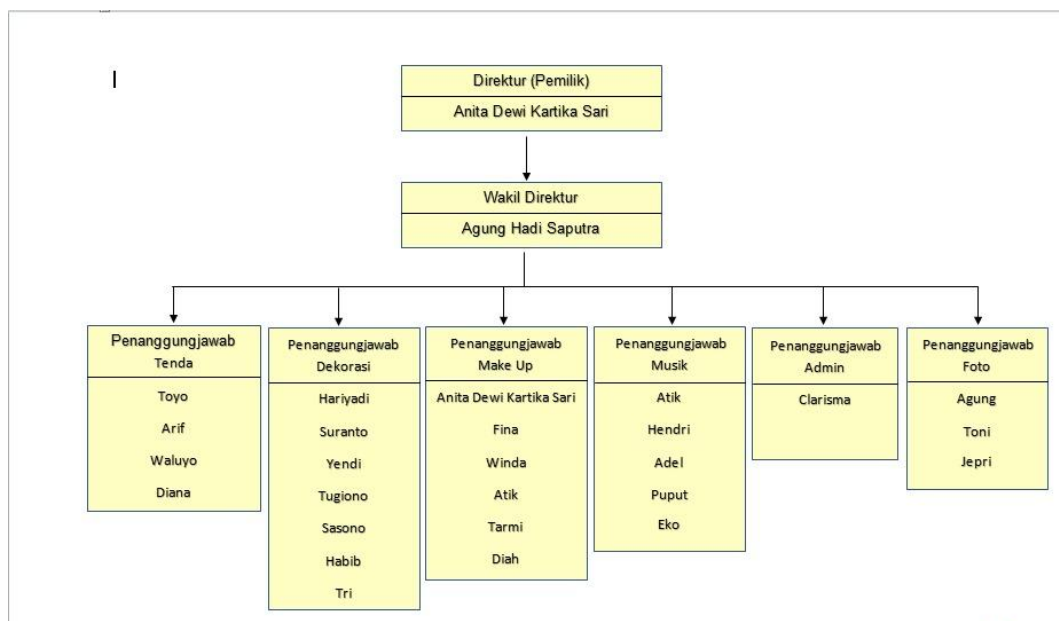 Direktur (Pemilik)
Anita Dewi Kartika Sari
Wakil Direktur
Agung Hadi Saputra
Penanggungjawab
Tenda
Toyo
Arif
Waluyo
Diana
Penanggungjawab
Dekorasi
Hariyadi
Suranto
Yendi
Tugiono
Sasono
Habib
Tri
Penanggungjawab
Make Up
Anita Dewi Kartika Sari
Fina
Winda
Atik
Tarmi
Diah
Penanggungjawab
Musik
Atik
Hendri
Adel
Puput
Eko
Penanggungjawab
Admin
Clarisma
Penanggungjawab
Foto
Agung
Toni
Jepri